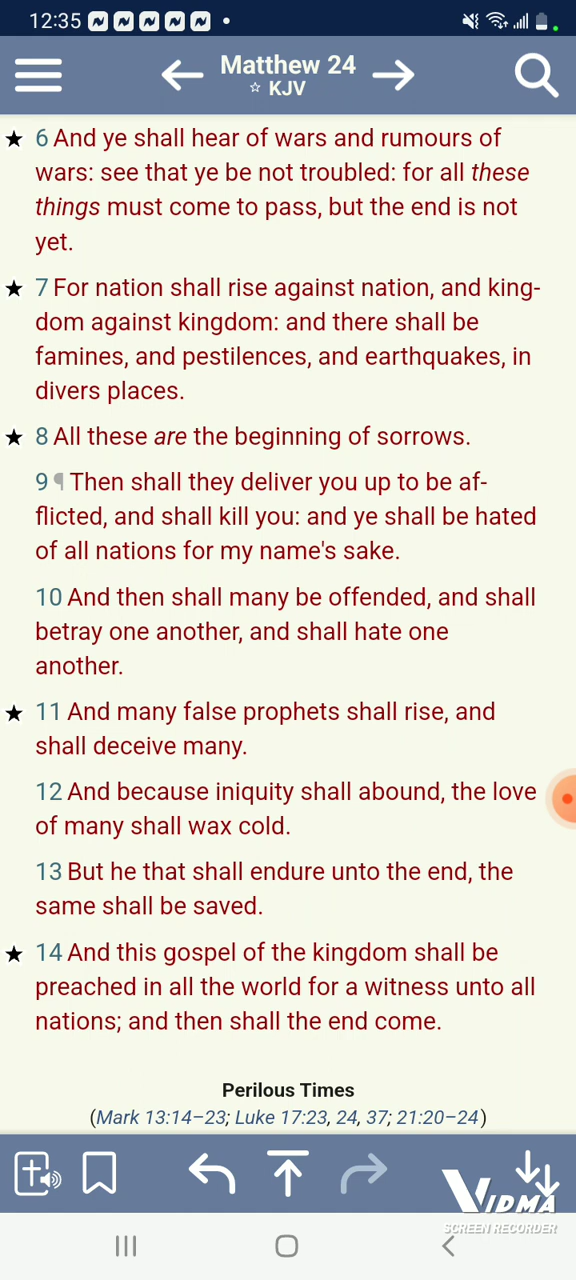 12:35
Matthew 24
☆ KJV
★ 6 And ye shall hear of wars and rumours of
wars: see that ye be not troubled: for all these
things must come to pass, but the end is not
yet.
★ 7 For nation shall rise against nation, and king-
dom against kingdom: and there shall be
famines, and pestilences, and earthquakes, in
divers places.
★ 8 All these are the beginning of sorrows.
9 ¶ Then shall they deliver you up to be af-
flicted, and shall kill you: and ye shall be hated
of all nations for my name's sake.
10 And then shall many be offended, and shall
betray one another, and shall hate one
another.
★ 11 And many false prophets shall rise, and
shall deceive many.
12 And because iniquity shall abound, the love
of many shall wax cold.
13 But he that shall endure unto the end, the
same shall be saved.
★ 14 And this gospel of the kingdom shall be
preached in all the world for a witness unto all
nations; and then shall the end come.
Perilous Times
(Mark 13:14–23; Luke 17:23, 24, 37; 21:20–24)
VIDMA
SCREEN RECORDER